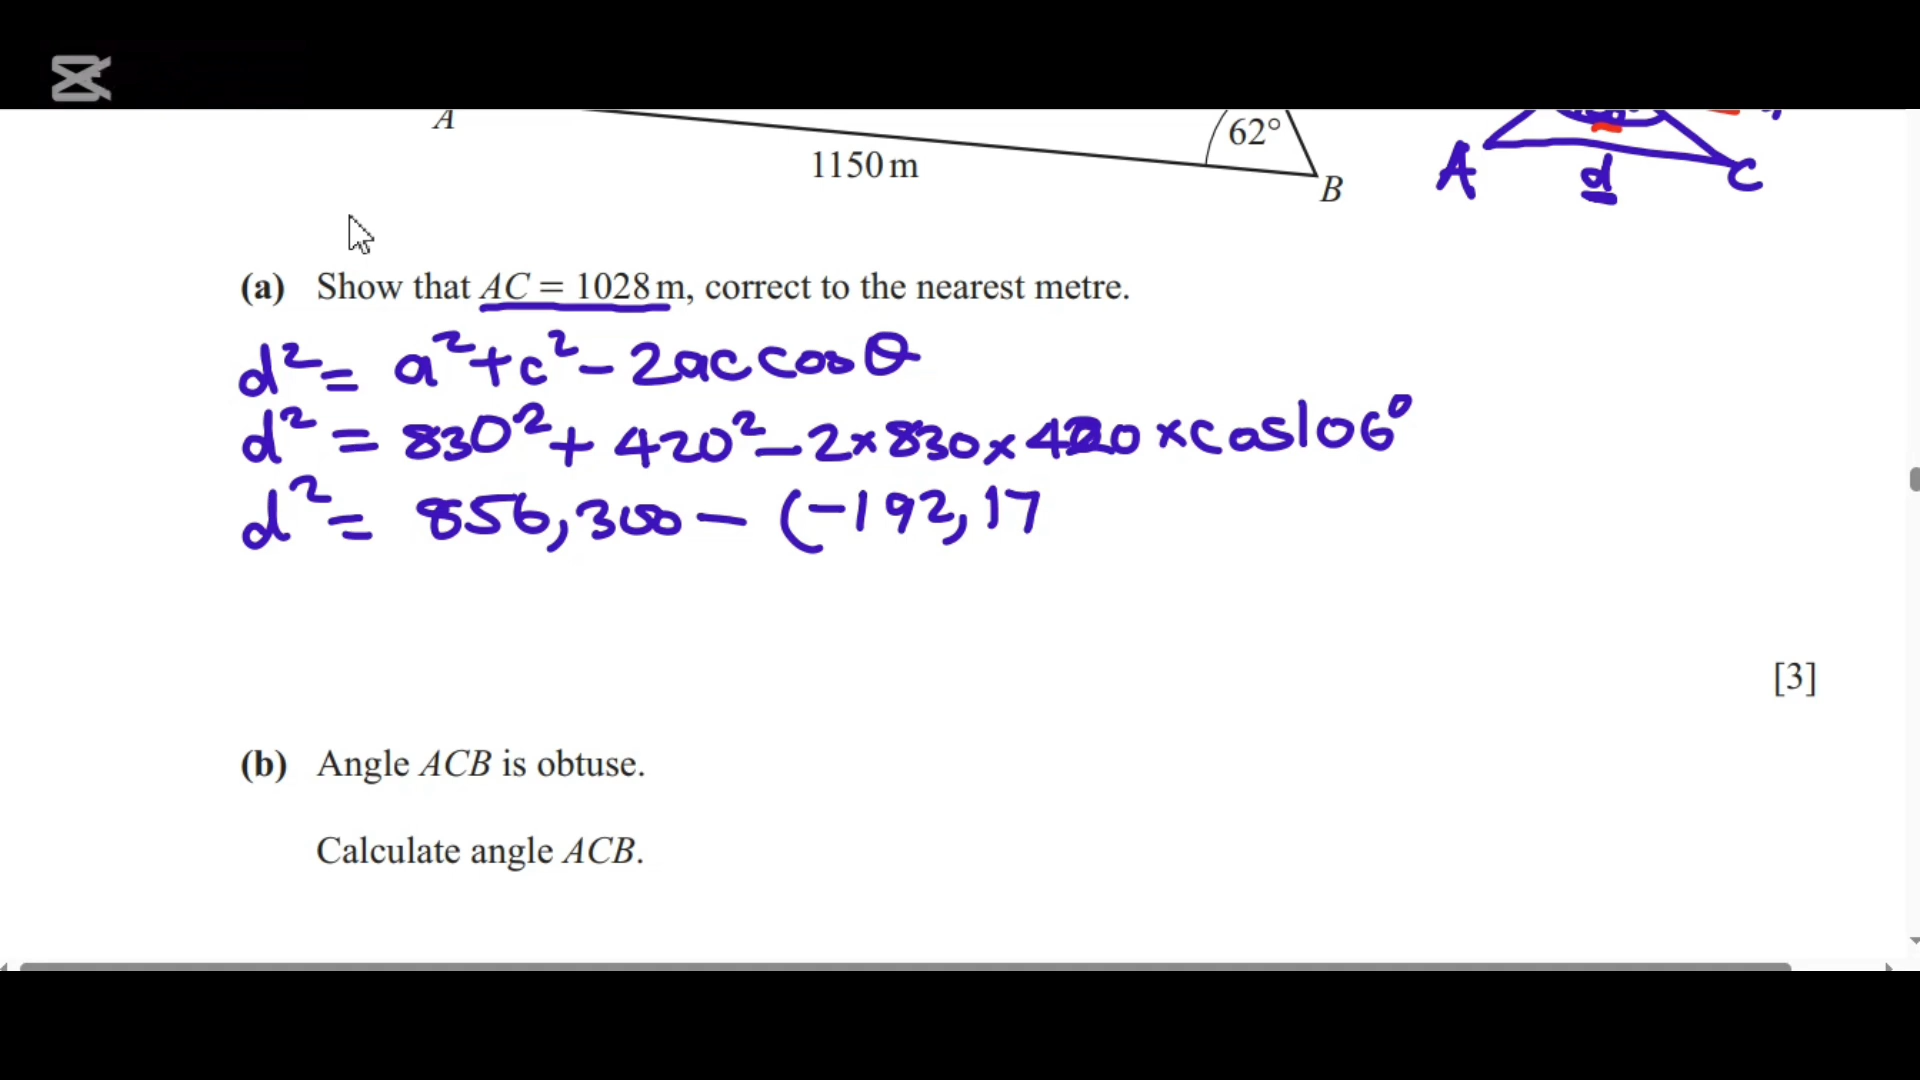 A
62°
1150 m
B
A
d
C
(a) Show that AC = 1028 m, correct to the nearest metre.
d² = a² + c² - 2ac cos θ
d² = 830² + 420² - 2 × 830 × 420 × cos 106°
d² = 856,300 - (-192,17
[3]
(b) Angle ACB is obtuse.
Calculate angle ACB.